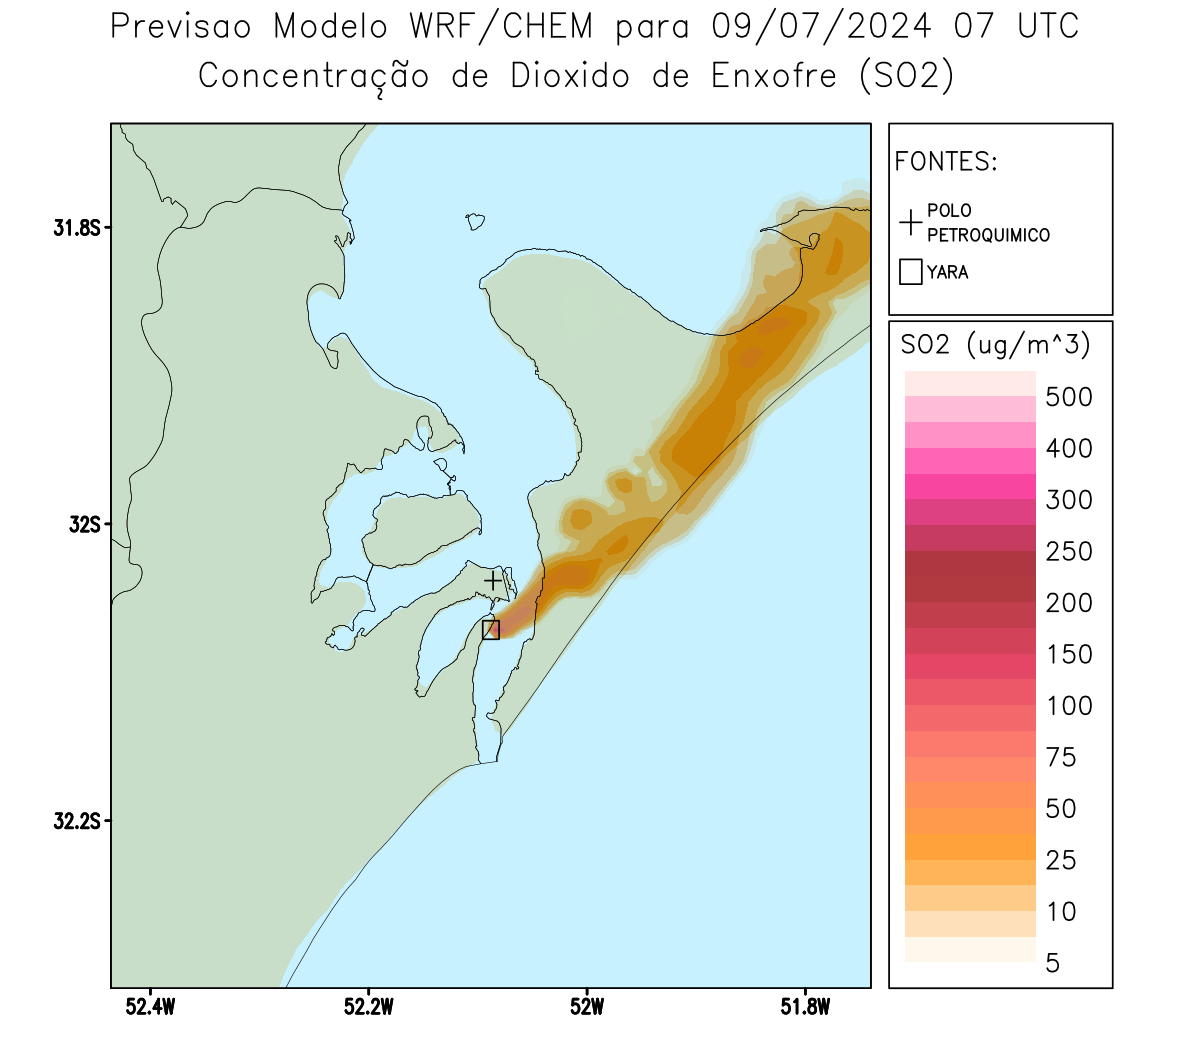 Previsao Modelo WRF/CHEM para 09/07/2024 07 UTC
Concentração de Dioxido de Enxofre (SO2)
FONTES:
POLO
PETROQUIMICO
YARA
SO2 (ug/m^3)
500
400
300
250
200
150
100
75
50
25
10
5
31.8S
32S
32.2S
52.4W
52.2W
52W
51.8W